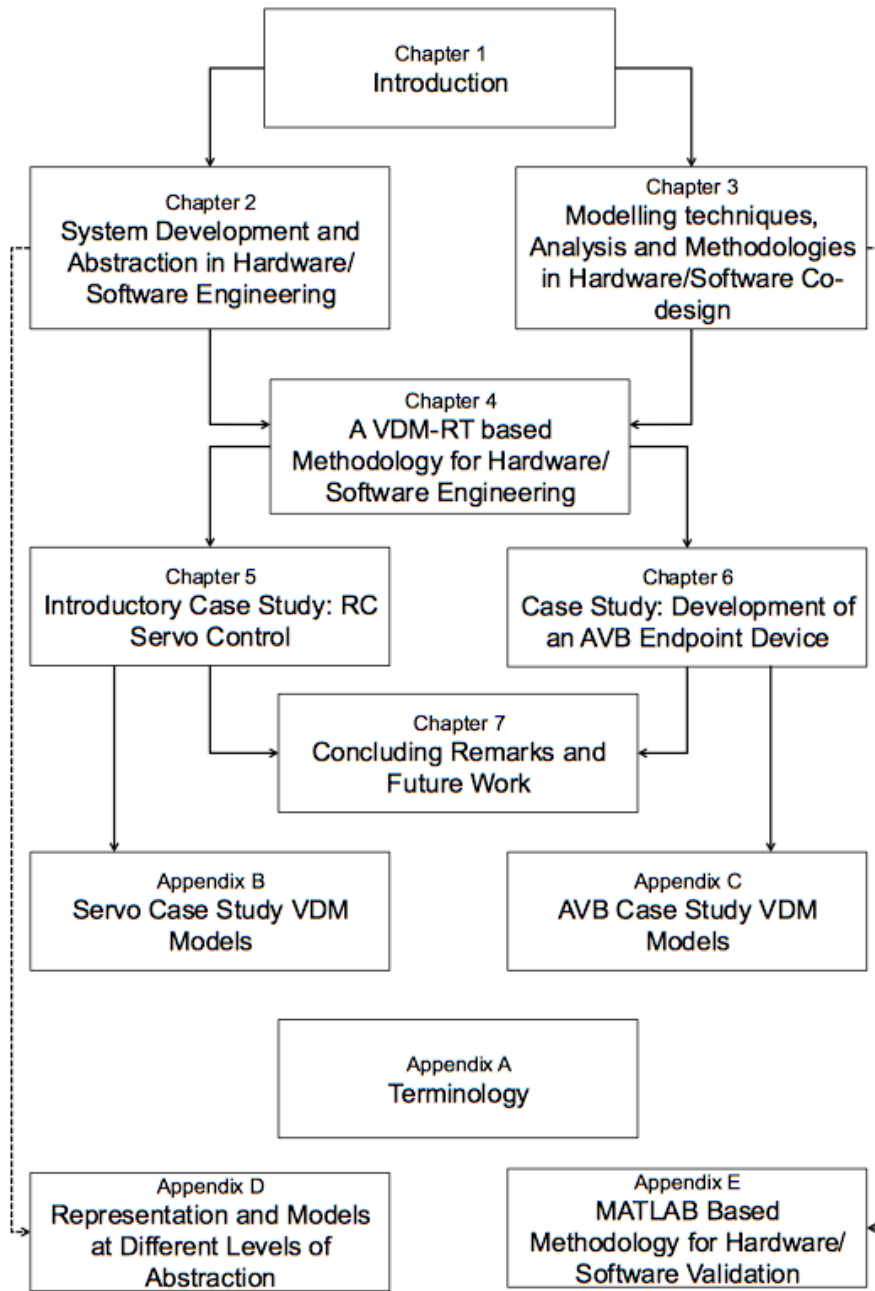 Chapter 1
Introduction
Chapter 2
System Development and
Abstraction in Hardware/
Software Engineering
Chapter 3
Modelling techniques,
Analysis and Methodologies
in Hardware/Software Co-
design
Chapter 4
A VDM-RT based
Methodology for Hardware/
Software Engineering
Chapter 5
Introductory Case Study: RC
Servo Control
Chapter 6
Case Study: Development of
an AVB Endpoint Device
Chapter 7
Concluding Remarks and
Future Work
Appendix B
Servo Case Study VDM
Models
Appendix C
AVB Case Study VDM
Models
Appendix A
Terminology
Appendix D
Representation and Models
at Different Levels of
Abstraction
Appendix E
MATLAB Based
Methodology for Hardware/
Software Validation